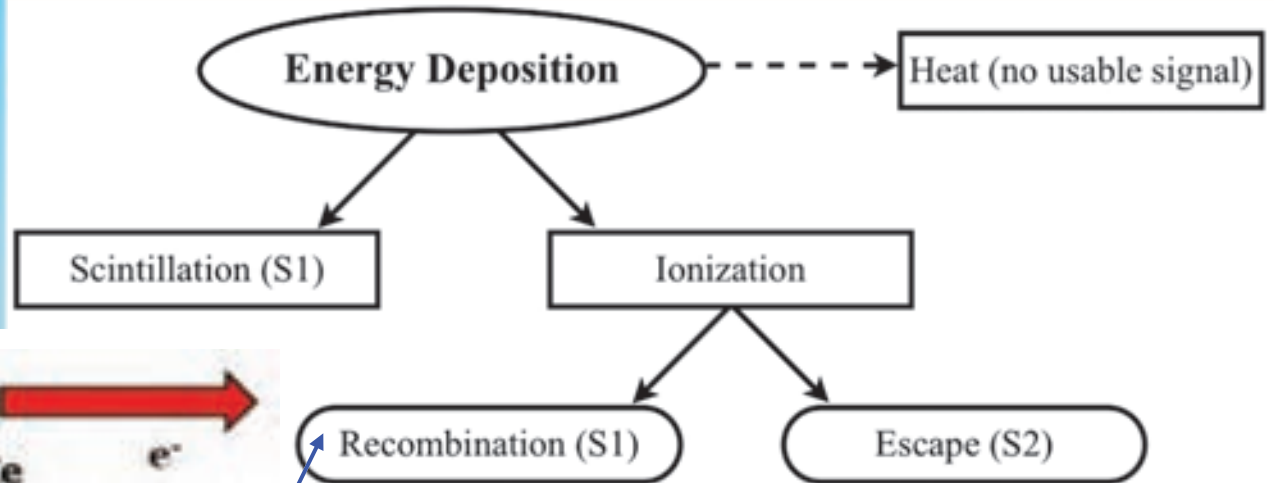 Energy Deposition
Heat (no usable signal)
Scintillation (S1)
Ionization
Recombination (S1)
Escape (S2)
e⁻